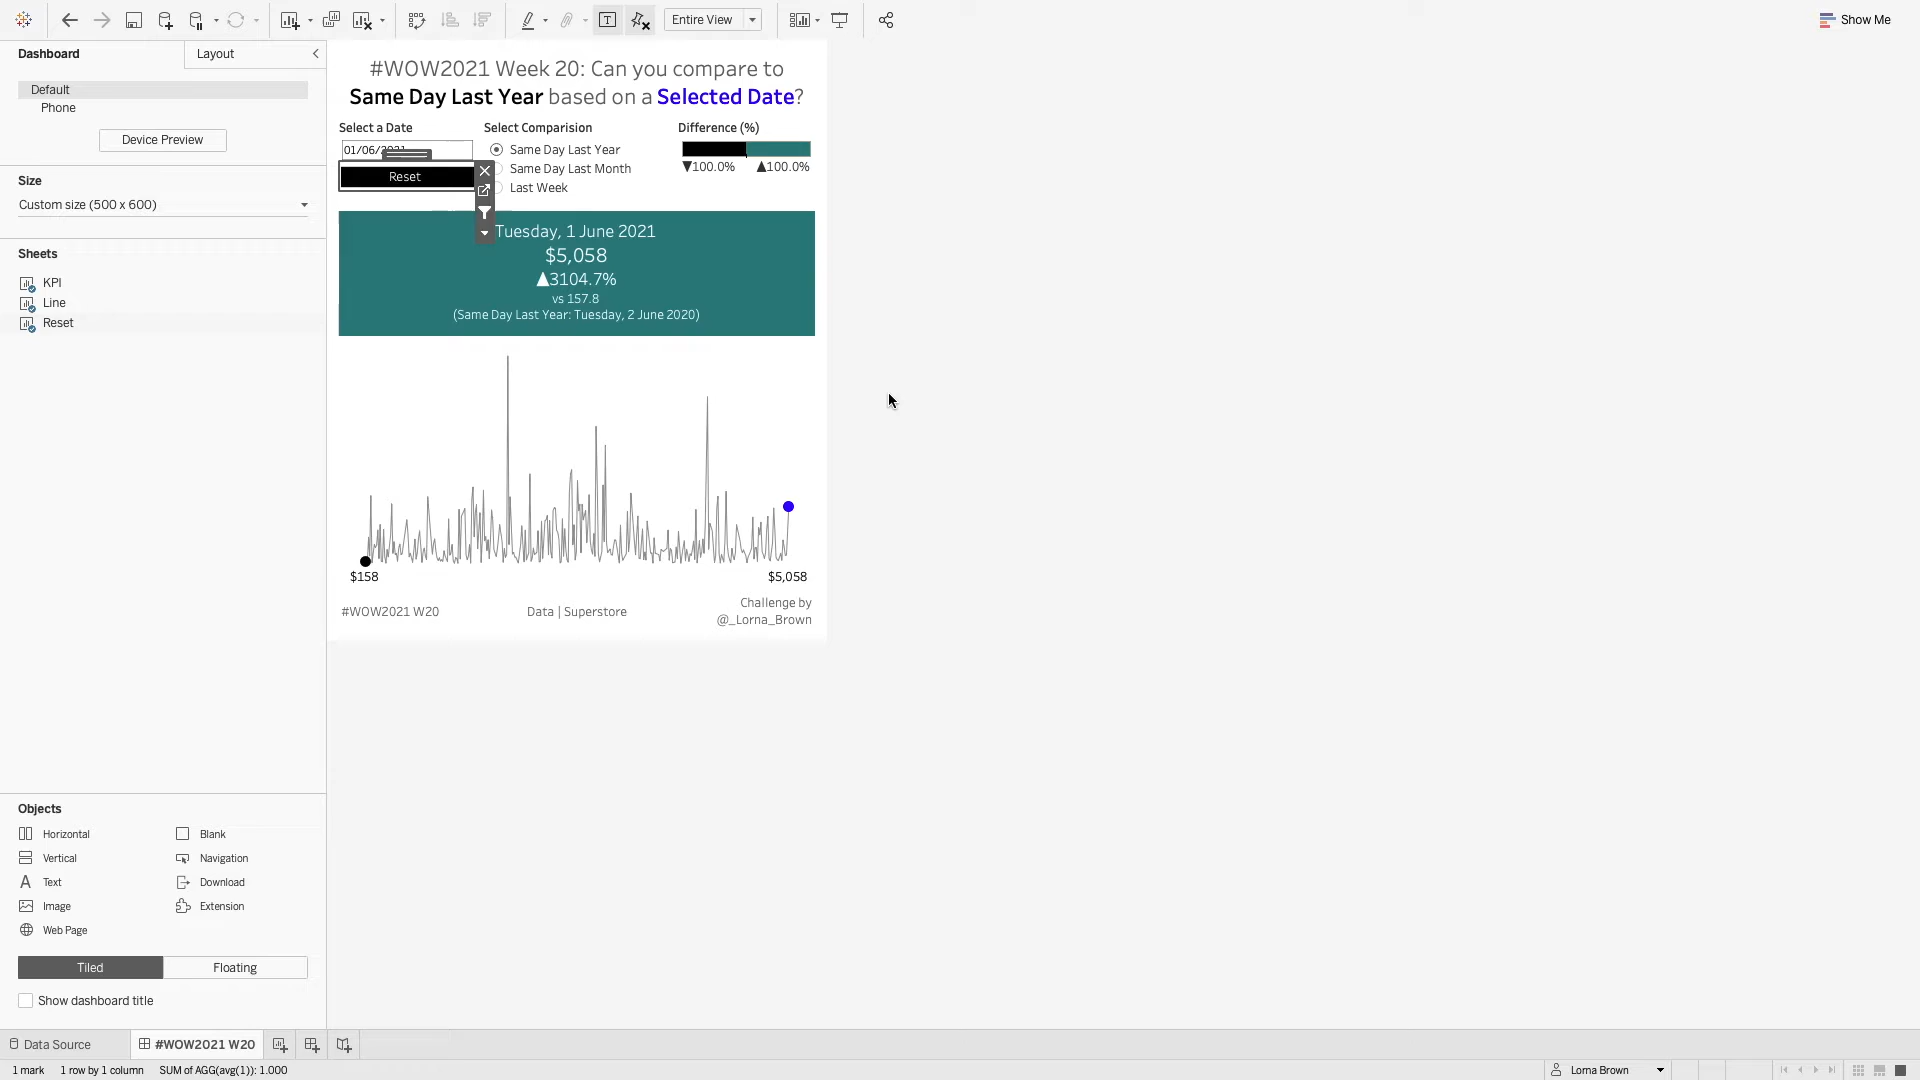 Entire View
Show Me
Dashboard
Layout
Default
Phone
Device Preview
Size
Custom size (500 x 600)
Sheets
KPI
Line
Reset
#WOW2021 Week 20: Can you compare to
Same Day Last Year based on a Selected Date?
Select a Date
Select Comparision
Difference (%)
01/06/2021
Same Day Last Year
▼100.0% ▲100.0%
Same Day Last Month
Reset
Last Week
Tuesday, 1 June 2021
$5,058
▲3104.7%
vs 157.8
(Same Day Last Year: Tuesday, 2 June 2020)
$158
$5,058
#WOW2021 W20
Data | Superstore
Challenge by
@_Lorna_Brown
Objects
Horizontal
Blank
Vertical
Navigation
Text
Download
Image
Extension
Web Page
Tiled
Floating
Show dashboard title
Data Source
#WOW2021 W20
1 mark
1 row by 1 column
SUM of AGG(avg(1)): 1.000
Lorna Brown